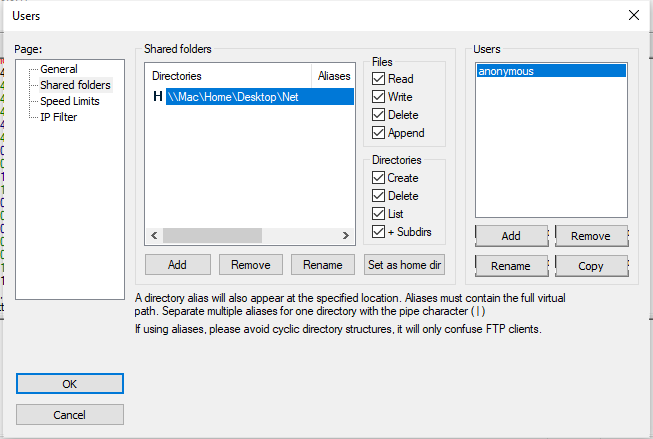 Users
Page:
General
Shared folders
Speed Limits
IP Filter
Shared folders
Directories
Aliases
H
\\Mac\Home\Desktop\Net
Add
Remove
Rename
Set as home dir
Files
Read
Write
Delete
Append
Directories
Create
Delete
List
+ Subdirs
Users
anonymous
Add
Remove
Rename
Copy
A directory alias will also appear at the specified location. Aliases must contain the full virtual
path. Separate multiple aliases for one directory with the pipe character ( | )
If using aliases, please avoid cyclic directory structures, it will only confuse FTP clients.
OK
Cancel